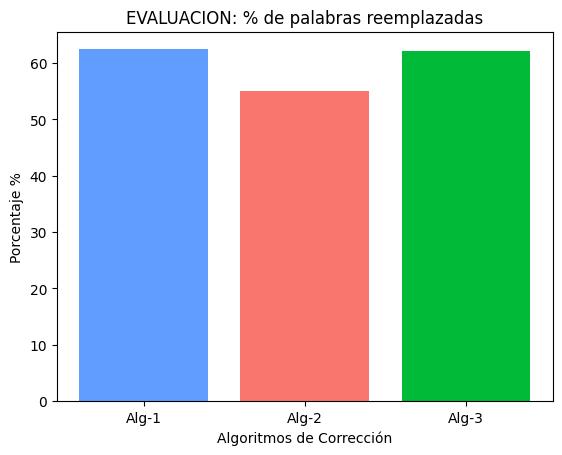 EVALUACION: % de palabras reemplazadas
Porcentaje %
60
50
40
30
20
10
0
Alg-1
Alg-2
Alg-3
Algoritmos de Corrección